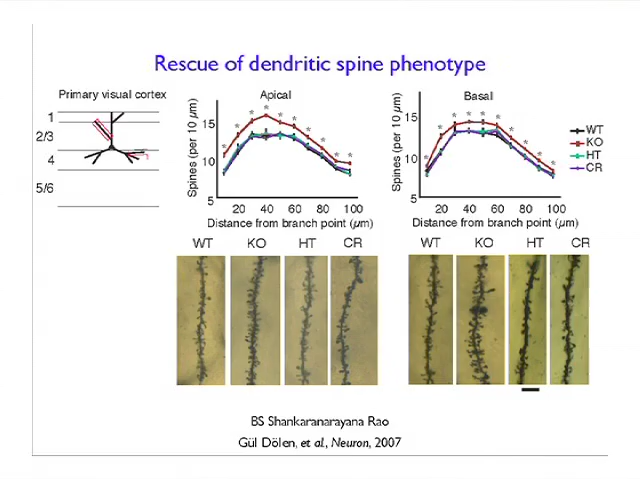 Rescue of dendritic spine phenotype
Primary visual cortex
1
2/3
4
5/6
Apical
Spines (per 10 µm)
15
10
5
20 40 60 80 100
Distance from branch point (µm)
Basal
Spines (per 10 µm)
15
10
5
20 40 60 80 100
Distance from branch point (µm)
WT
KO
HT
CR
WT KO HT CR
WT KO HT CR
BS Shankaranarayana Rao
Gül Dölen, et al., Neuron, 2007